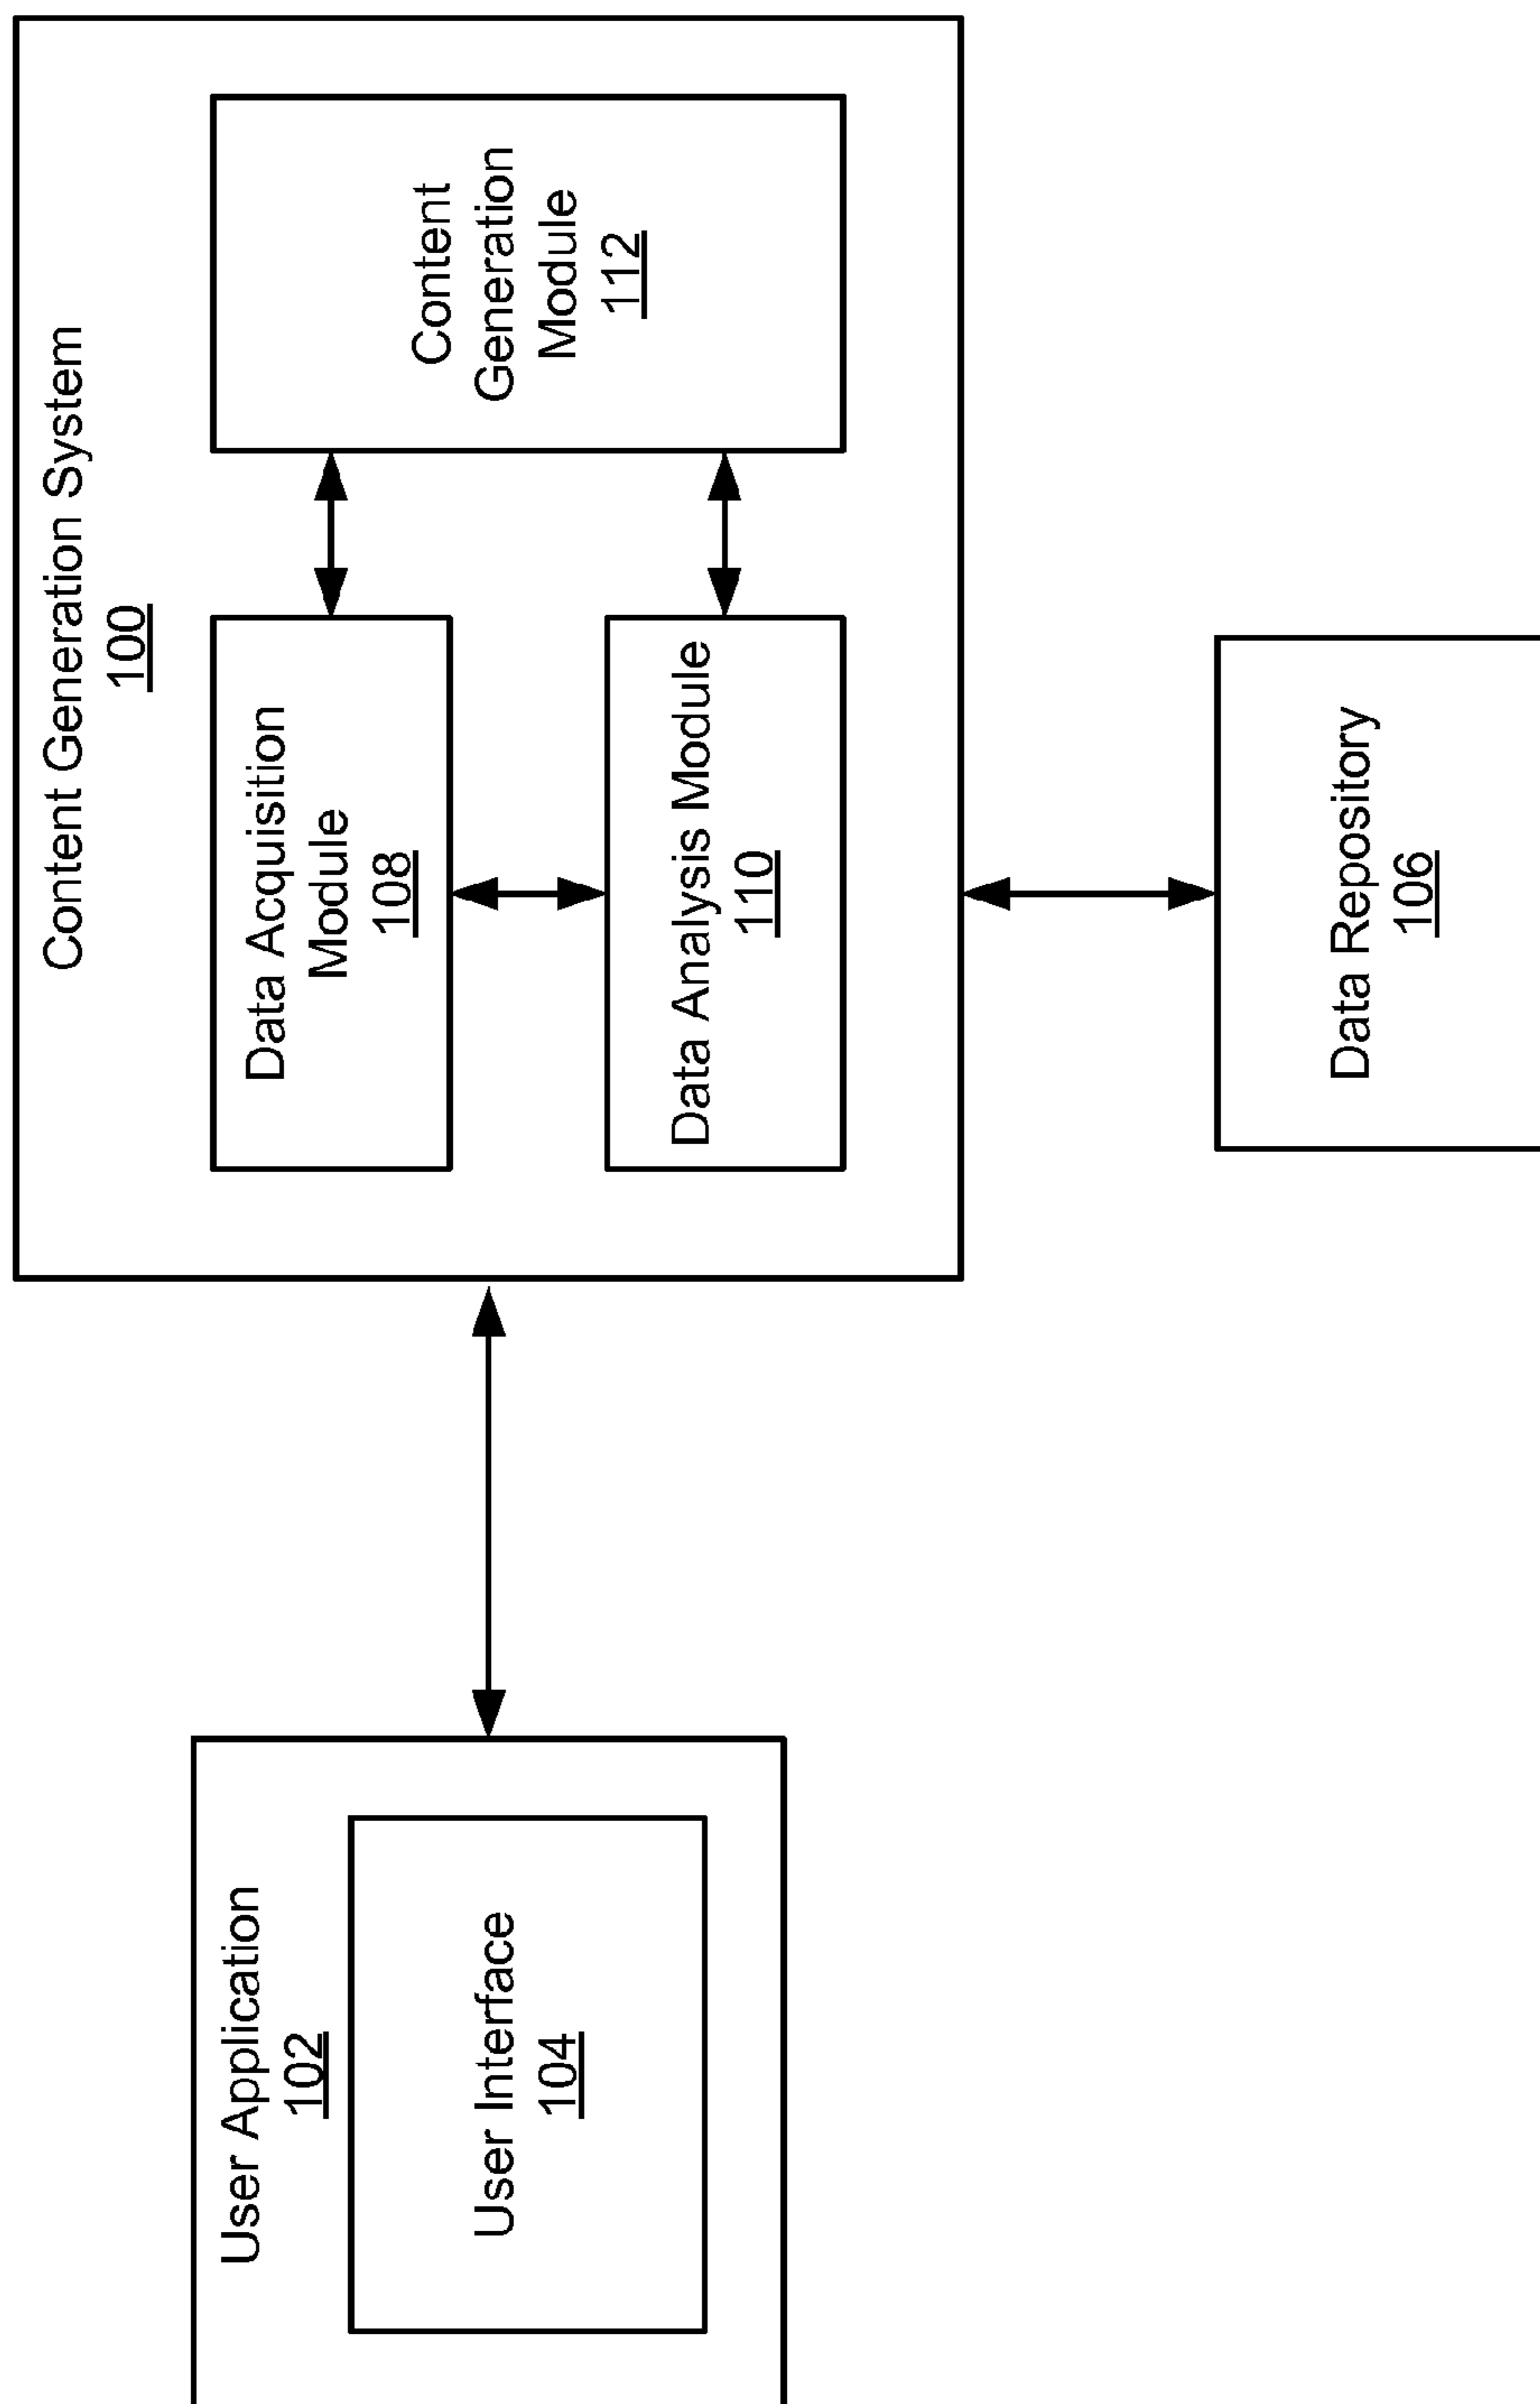 Content Generation System
100
Data Acquisition
Module
108
Data Analysis Module
110
Content
Generation
Module
112
User Application
102
User Interface
104
Data Repository
106